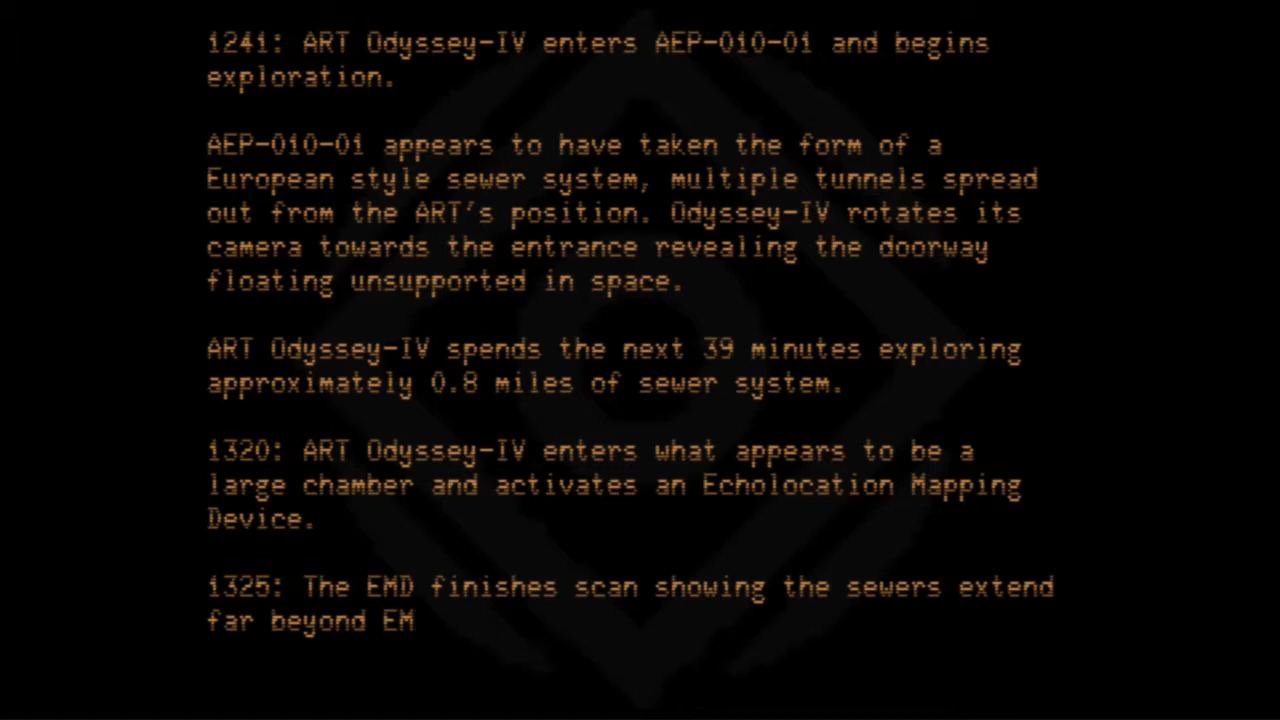 1241: ART Odyssey-IV enters AEP-010-01 and begins
exploration.
AEP-010-01 appears to have taken the form of a
European style sewer system, multiple tunnels spread
out from the ART's position. Odyssey-IV rotates its
camera towards the entrance revealing the doorway
floating unsupported in space.
ART Odyssey-IV spends the next 39 minutes exploring
approximately 0.8 miles of sewer system.
1320: ART Odyssey-IV enters what appears to be a
large chamber and activates an Echolocation Mapping
Device.
1325: The EMD finishes scan showing the sewers extend
far beyond EM